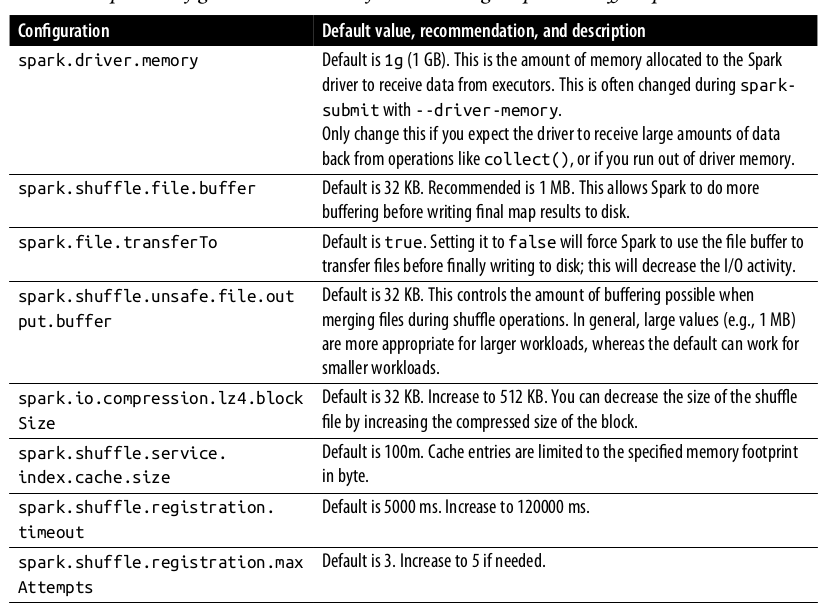 Configuration Default value, recommendation, and description
spark.driver.memory Default is 1g (1 GB). This is the amount of memory allocated to the Spark
driver to receive data from executors. This is often changed during spark-
submit with --driver-memory.
Only change this if you expect the driver to receive large amounts of data
back from operations like collect(), or if you run out of driver memory.
spark.shuffle.file.buffer Default is 32 KB. Recommended is 1 MB. This allows Spark to do more
buffering before writing final map results to disk.
spark.file.transferTo Default is true. Setting it to false will force Spark to use the file buffer to
transfer files before finally writing to disk; this will decrease the I/O activity.
spark.shuffle.unsafe.file.out Default is 32 KB. This controls the amount of buffering possible when
put.buffer merging files during shuffle operations. In general, large values (e.g., 1 MB)
are more appropriate for larger workloads, whereas the default can work for
smaller workloads.
spark.io.compression.lz4.block Default is 32 KB. Increase to 512 KB. You can decrease the size of the shuffle
Size file by increasing the compressed size of the block.
spark.shuffle.service. Default is 100m. Cache entries are limited to the specified memory footprint
index.cache.size in byte.
spark.shuffle.registration. Default is 5000 ms. Increase to 120000 ms.
timeout
spark.shuffle.registration.max Default is 3. Increase to 5 if needed.
Attempts